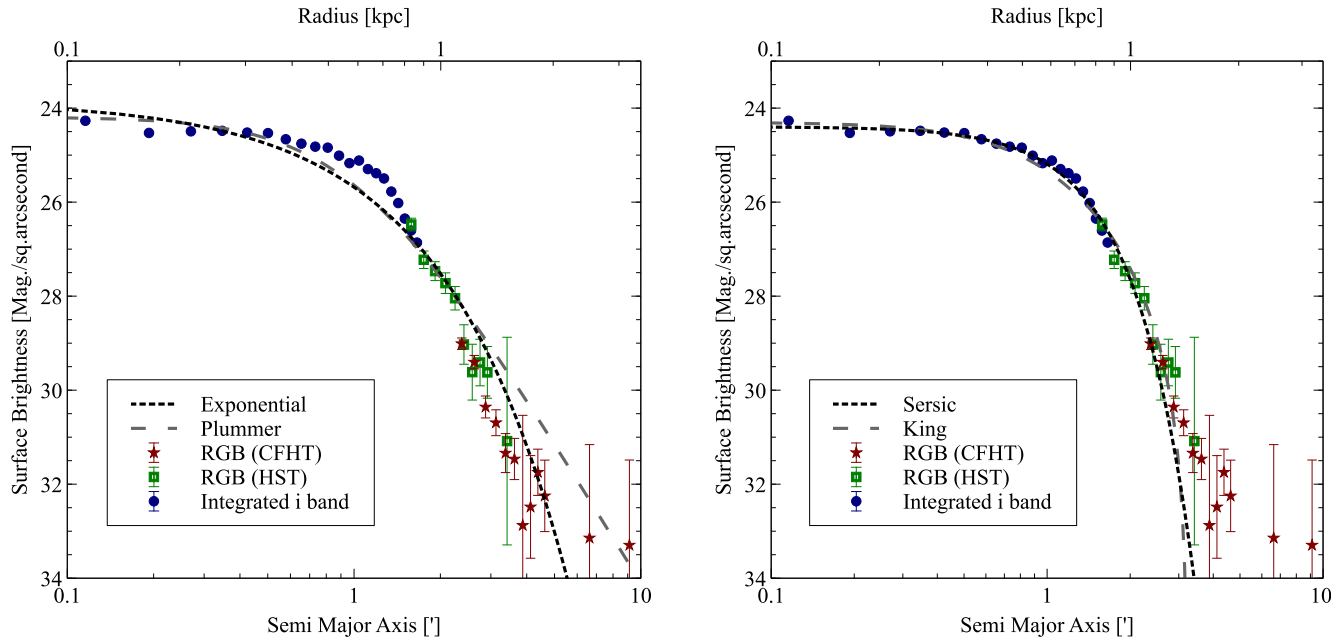 Radius [kpc]
0.1 1
24
26
28
30
32
34
Surface Brightness [Mag./sq.arcsecond]
Exponential
Plummer
RGB (CFHT)
RGB (HST)
Integrated i band
0.1 1 10
Semi Major Axis [']
Radius [kpc]
0.1 1 10
24
26
28
30
32
34
Surface Brightness [Mag./sq.arcsecond]
Sersic
King
RGB (CFHT)
RGB (HST)
Integrated i band
0.1 1 10
Semi Major Axis [']